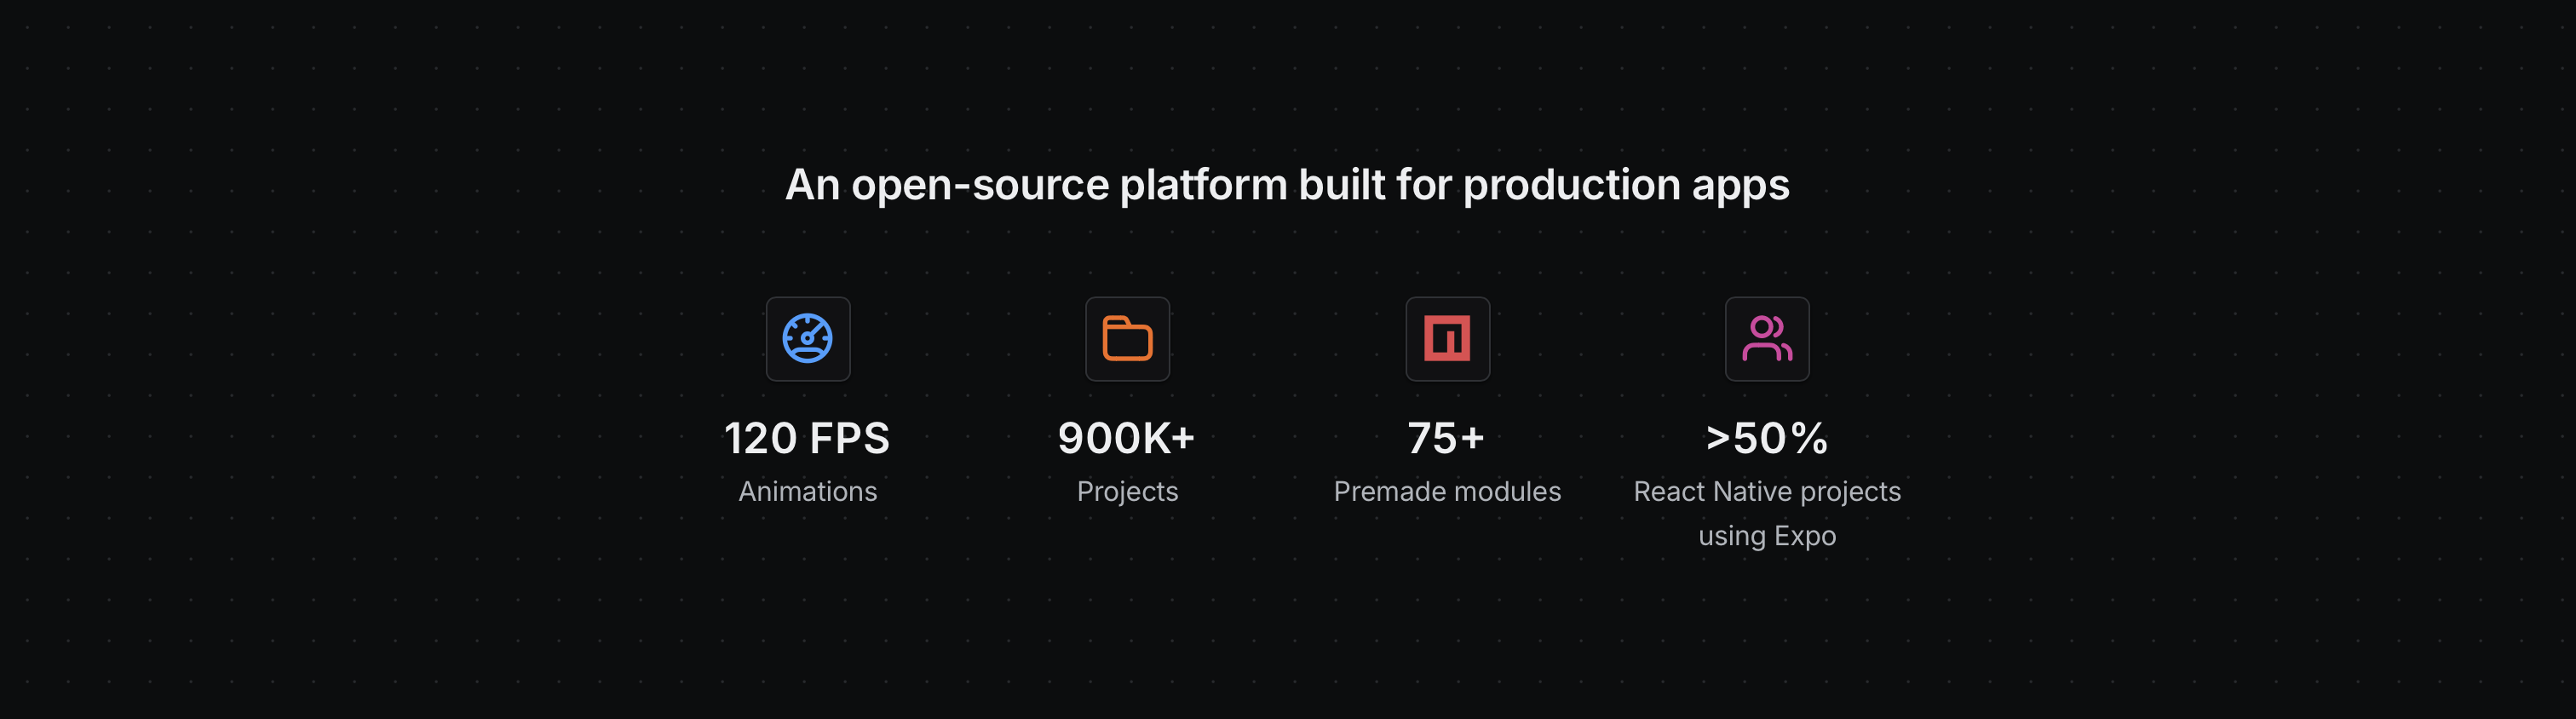 An open-source platform built for production apps
120 FPS
Animations
900K+
Projects
75+
Premade modules
>50%
React Native projects
using Expo